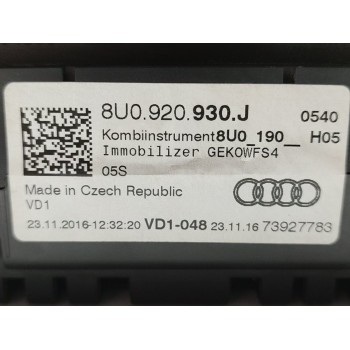 8U0.920.930.J 0540
Kombiinstrument8U0_190__ H05
Immobilizer GEKOWFS4
05S
Made in Czech Republic
VD1
23.11.2016-12:32:20 VD1-048 23.11.16 73927783